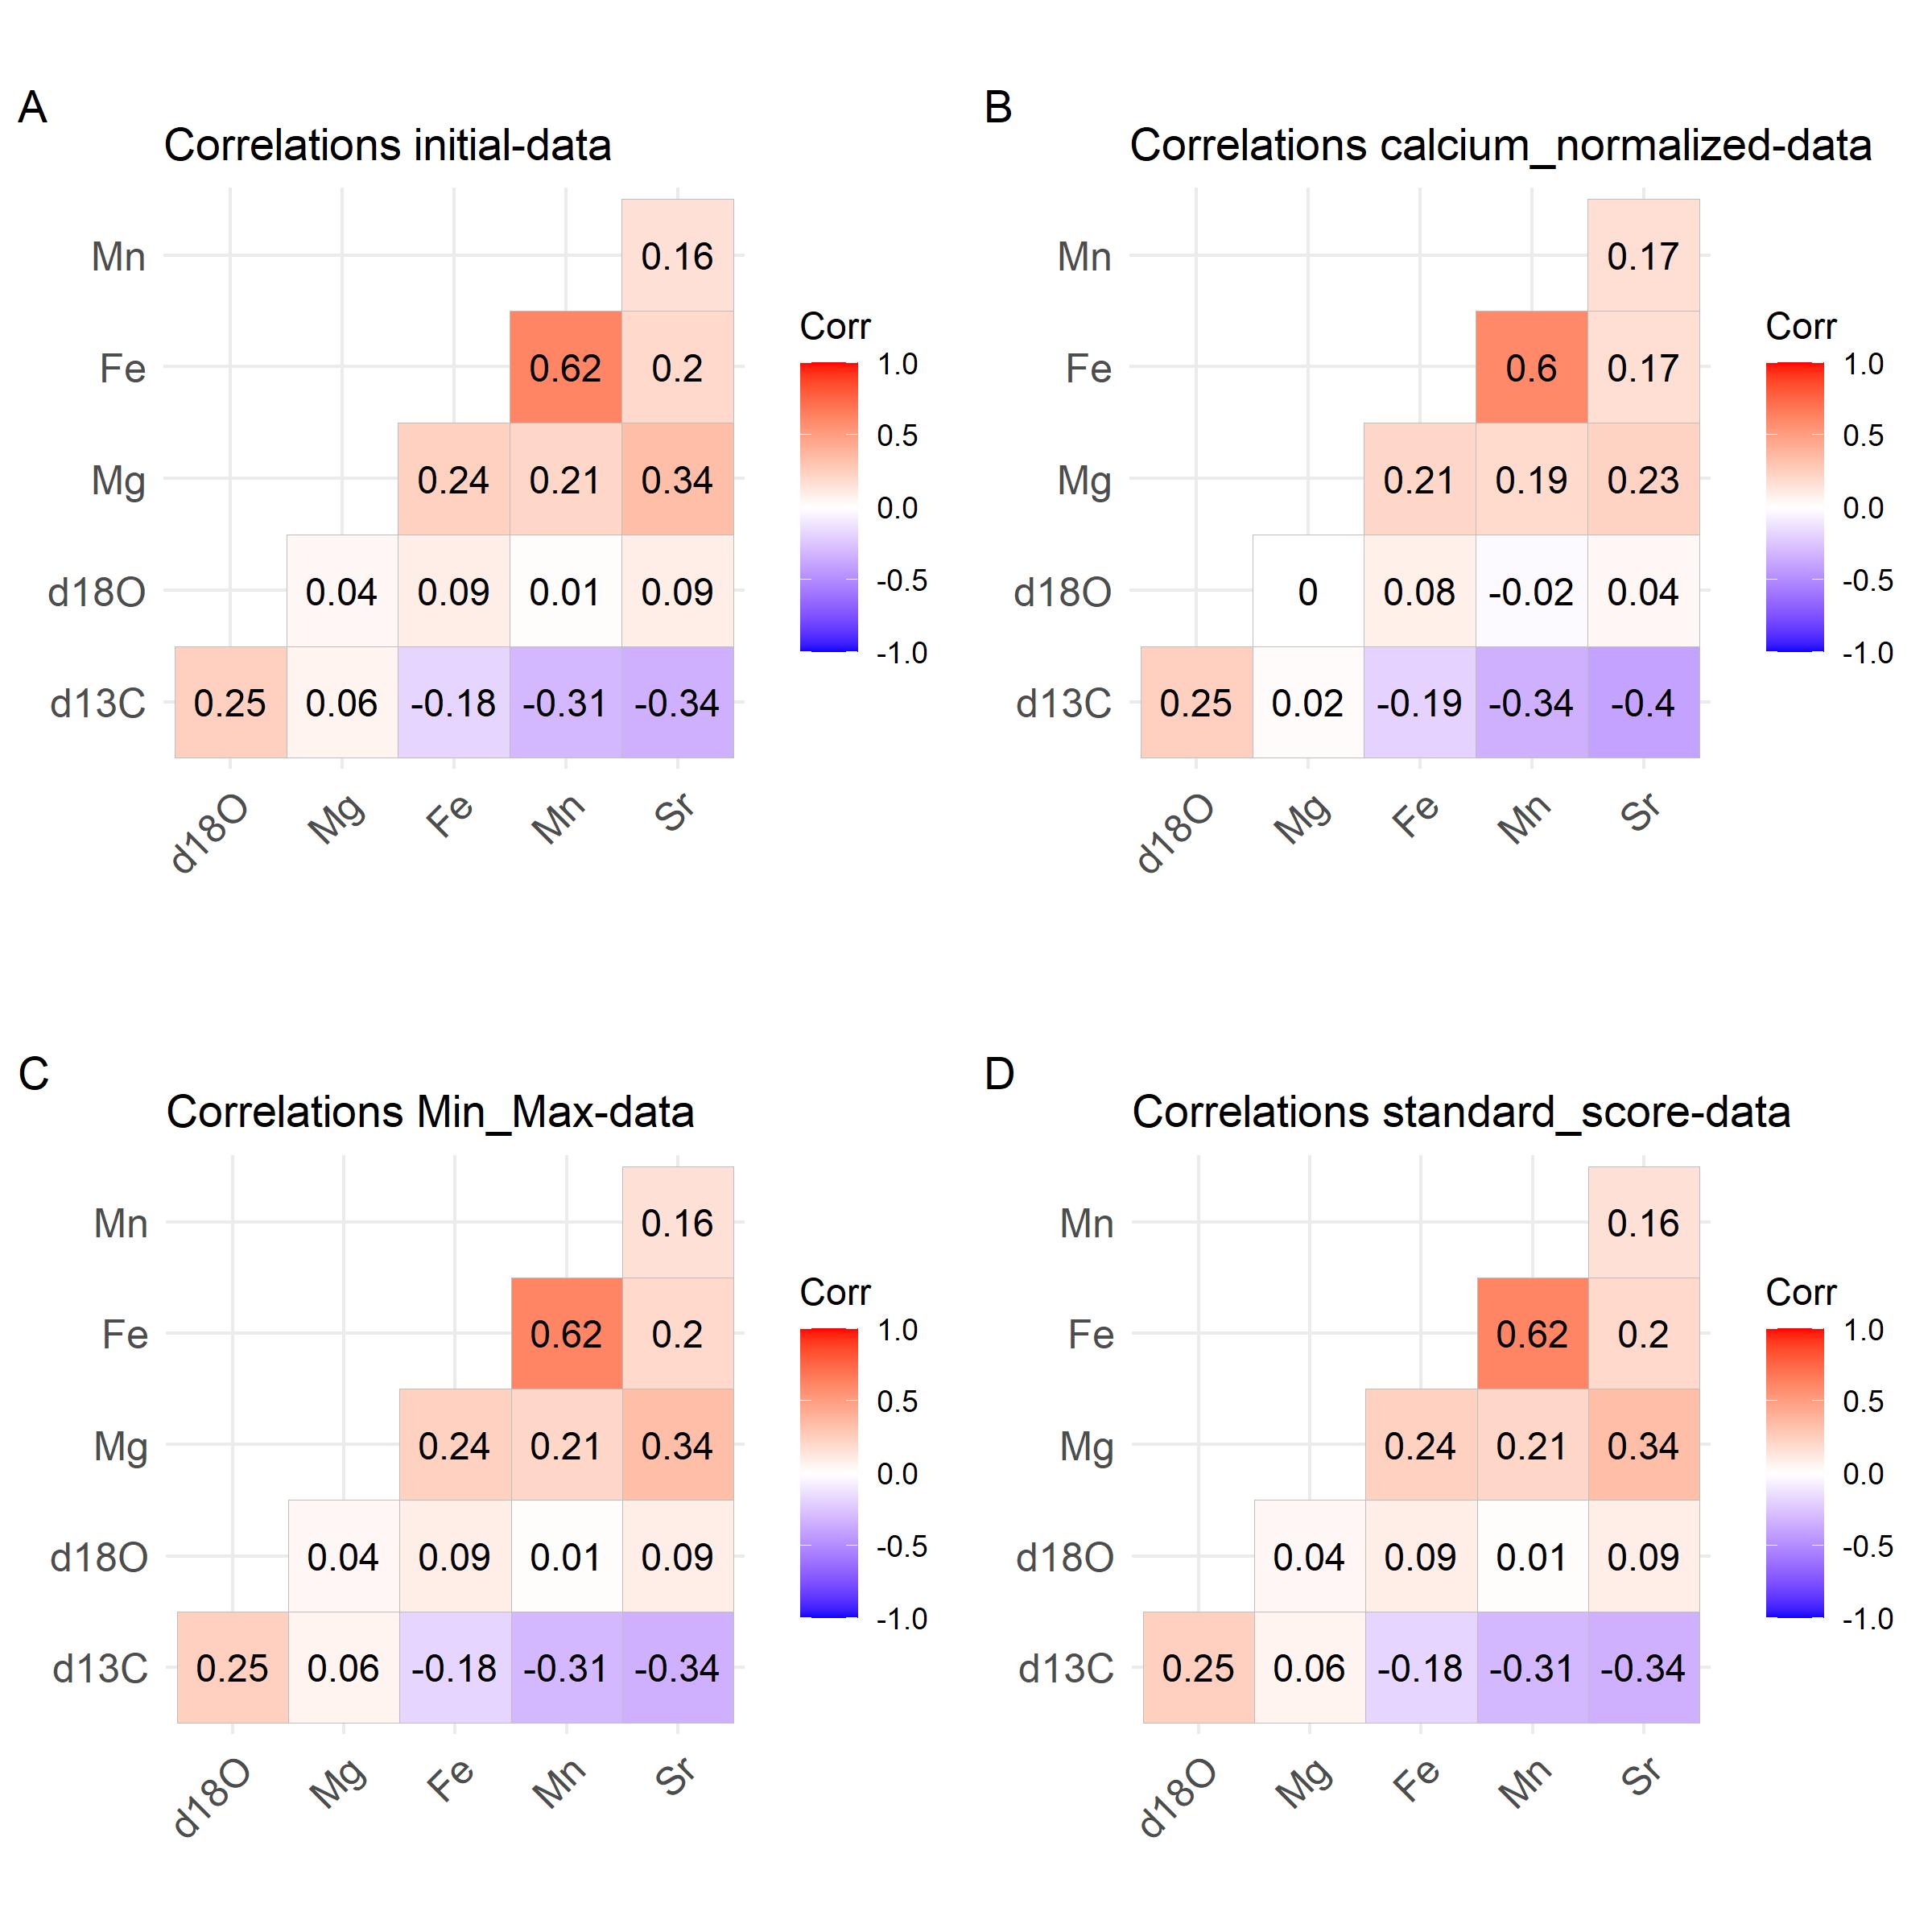 A
Correlations initial-data
Mn 0.16
Fe 0.62 0.2
Mg 0.24 0.21 0.34
d18O 0.04 0.09 0.01 0.09
d13C 0.25 0.06 -0.18 -0.31 -0.34
d18O Mg Fe Mn Sr
Corr
1.0
0.5
0.0
-0.5
-1.0
B
Correlations calcium_normalized-data
Mn 0.17
Fe 0.6 0.17
Mg 0.21 0.19 0.23
d18O 0 0.08 -0.02 0.04
d13C 0.25 0.02 -0.19 -0.34 -0.4
d18O Mg Fe Mn Sr
Corr
1.0
0.5
0.0
-0.5
-1.0
C
Correlations Min_Max-data
Mn 0.16
Fe 0.62 0.2
Mg 0.24 0.21 0.34
d18O 0.04 0.09 0.01 0.09
d13C 0.25 0.06 -0.18 -0.31 -0.34
d18O Mg Fe Mn Sr
Corr
1.0
0.5
0.0
-0.5
-1.0
D
Correlations standard_score-data
Mn 0.16
Fe 0.62 0.2
Mg 0.24 0.21 0.34
d18O 0.04 0.09 0.01 0.09
d13C 0.25 0.06 -0.18 -0.31 -0.34
d18O Mg Fe Mn Sr
Corr
1.0
0.5
0.0
-0.5
-1.0